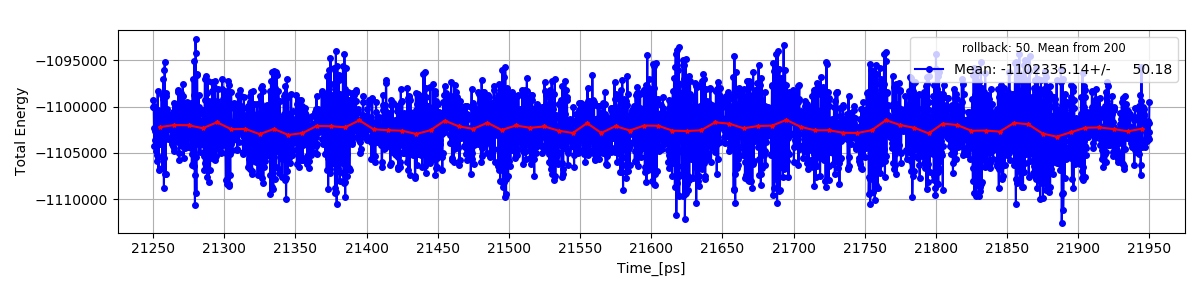 rollback: 50. Mean from 200
Mean: -1102335.14+/- 50.18
Total Energy
−1095000
−1100000
−1105000
−1110000
21250 21300 21350 21400 21450 21500 21550 21600 21650 21700 21750 21800 21850 21900 21950
Time_[ps]